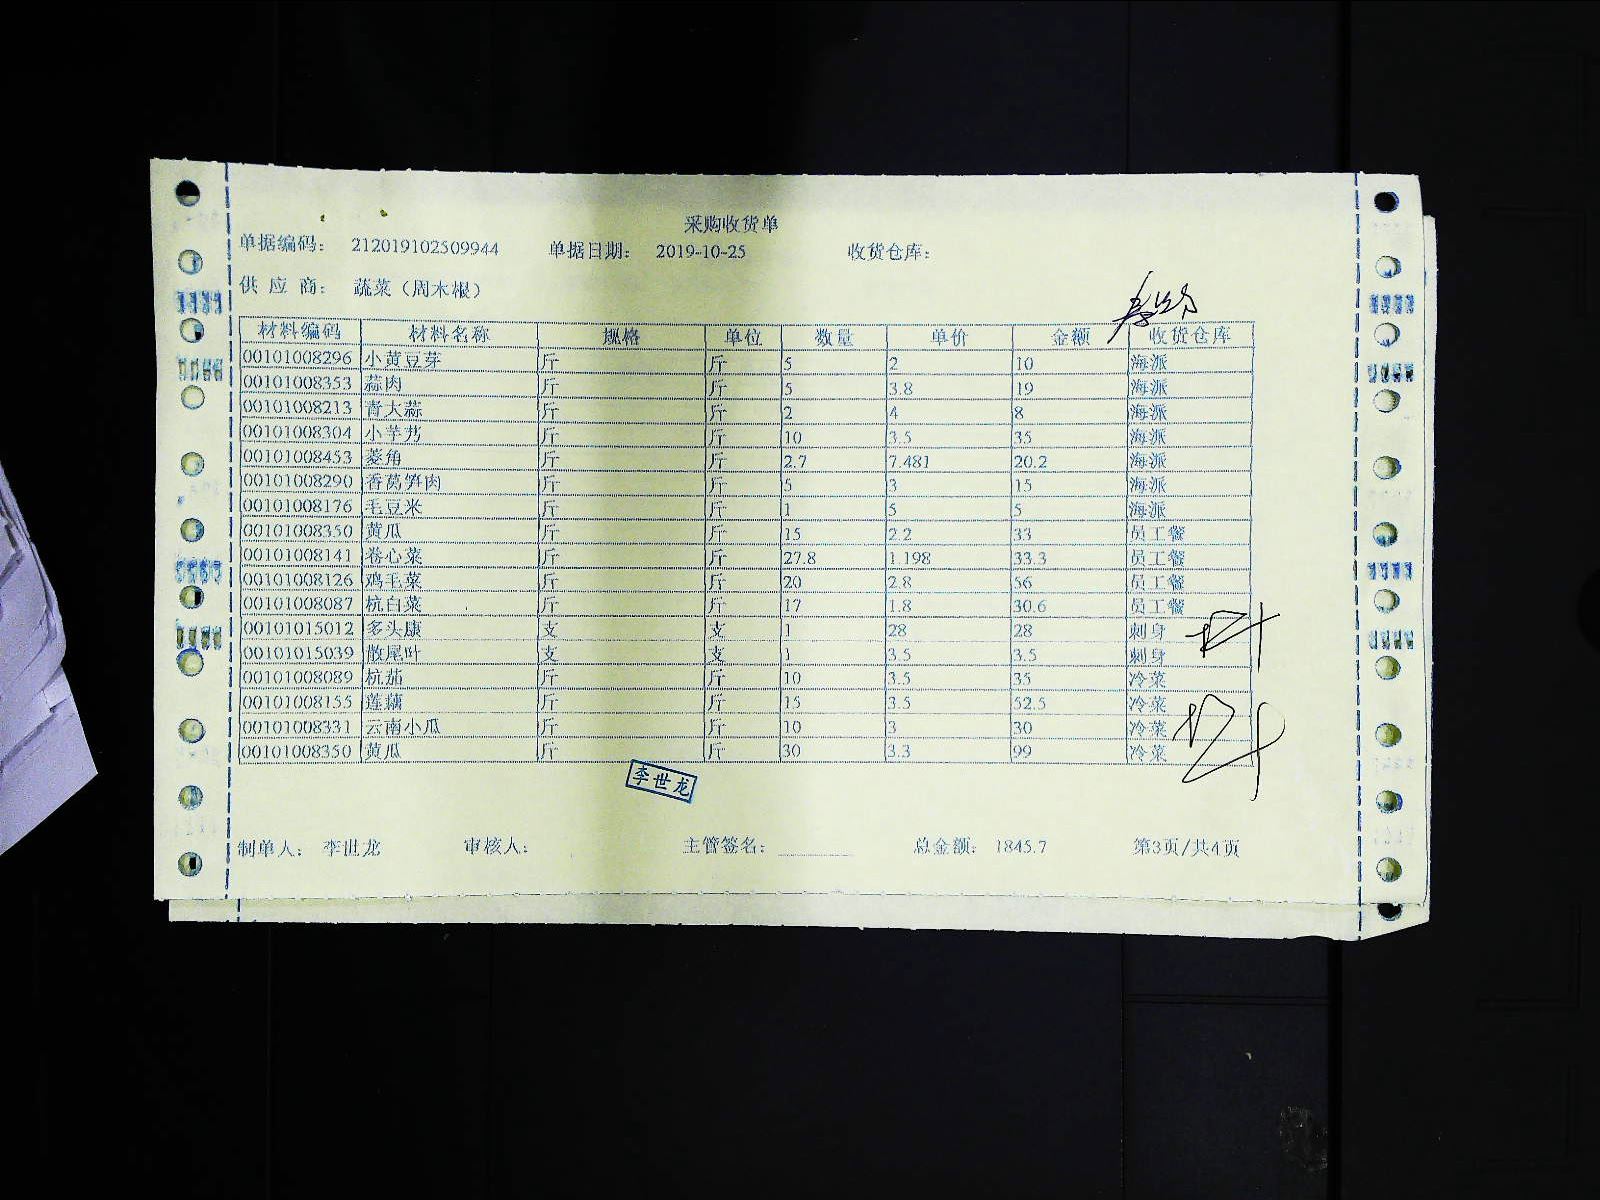 采购收货单
单据编码: 212019102509944 单据日期: 2019-10-25 收货仓库:
供应商: 蔬菜（周木根）
材料编码 材料名称 规格 单位 数量 单价 金额 收货仓库
00101008296 小黄豆芽 斤 斤 5 2 10 海派
00101008353 蒜肉 斤 斤 5 3.8 19 海派
00101008213 青大蒜 斤 斤 2 4 8 海派
00101008304 小芋艿 斤 斤 10 3.5 35 海派
00101008453 菱角 斤 斤 2.7 7.481 20.2 海派
00101008290 香莴笋肉 斤 斤 5 3 15 海派
00101008176 毛豆米 斤 斤 1 5 5 海派
00101008350 黄瓜 斤 斤 15 2.2 33 员工餐
00101008141 卷心菜 斤 斤 27.8 1.198 33.3 员工餐
00101008126 鸡毛菜 斤 斤 20 2.8 56 员工餐
00101008087 杭白菜 斤 斤 17 1.8 30.6 员工餐
00101015012 多头康 支 支 1 28 28 刺身
00101015039 散尾叶 支 支 1 3.5 3.5 刺身
00101008089 杭茄 斤 斤 10 3.5 35 冷菜
00101008155 莲藕 斤 斤 15 3.5 52.5 冷菜
00101008331 云南小瓜 斤 斤 10 3 30 冷菜
00101008350 黄瓜 斤 斤 30 3.3 99 冷菜
李世龙
制单人: 李世龙 审核人: 主管签名: 总金额: 1845.7 第3页/共4页